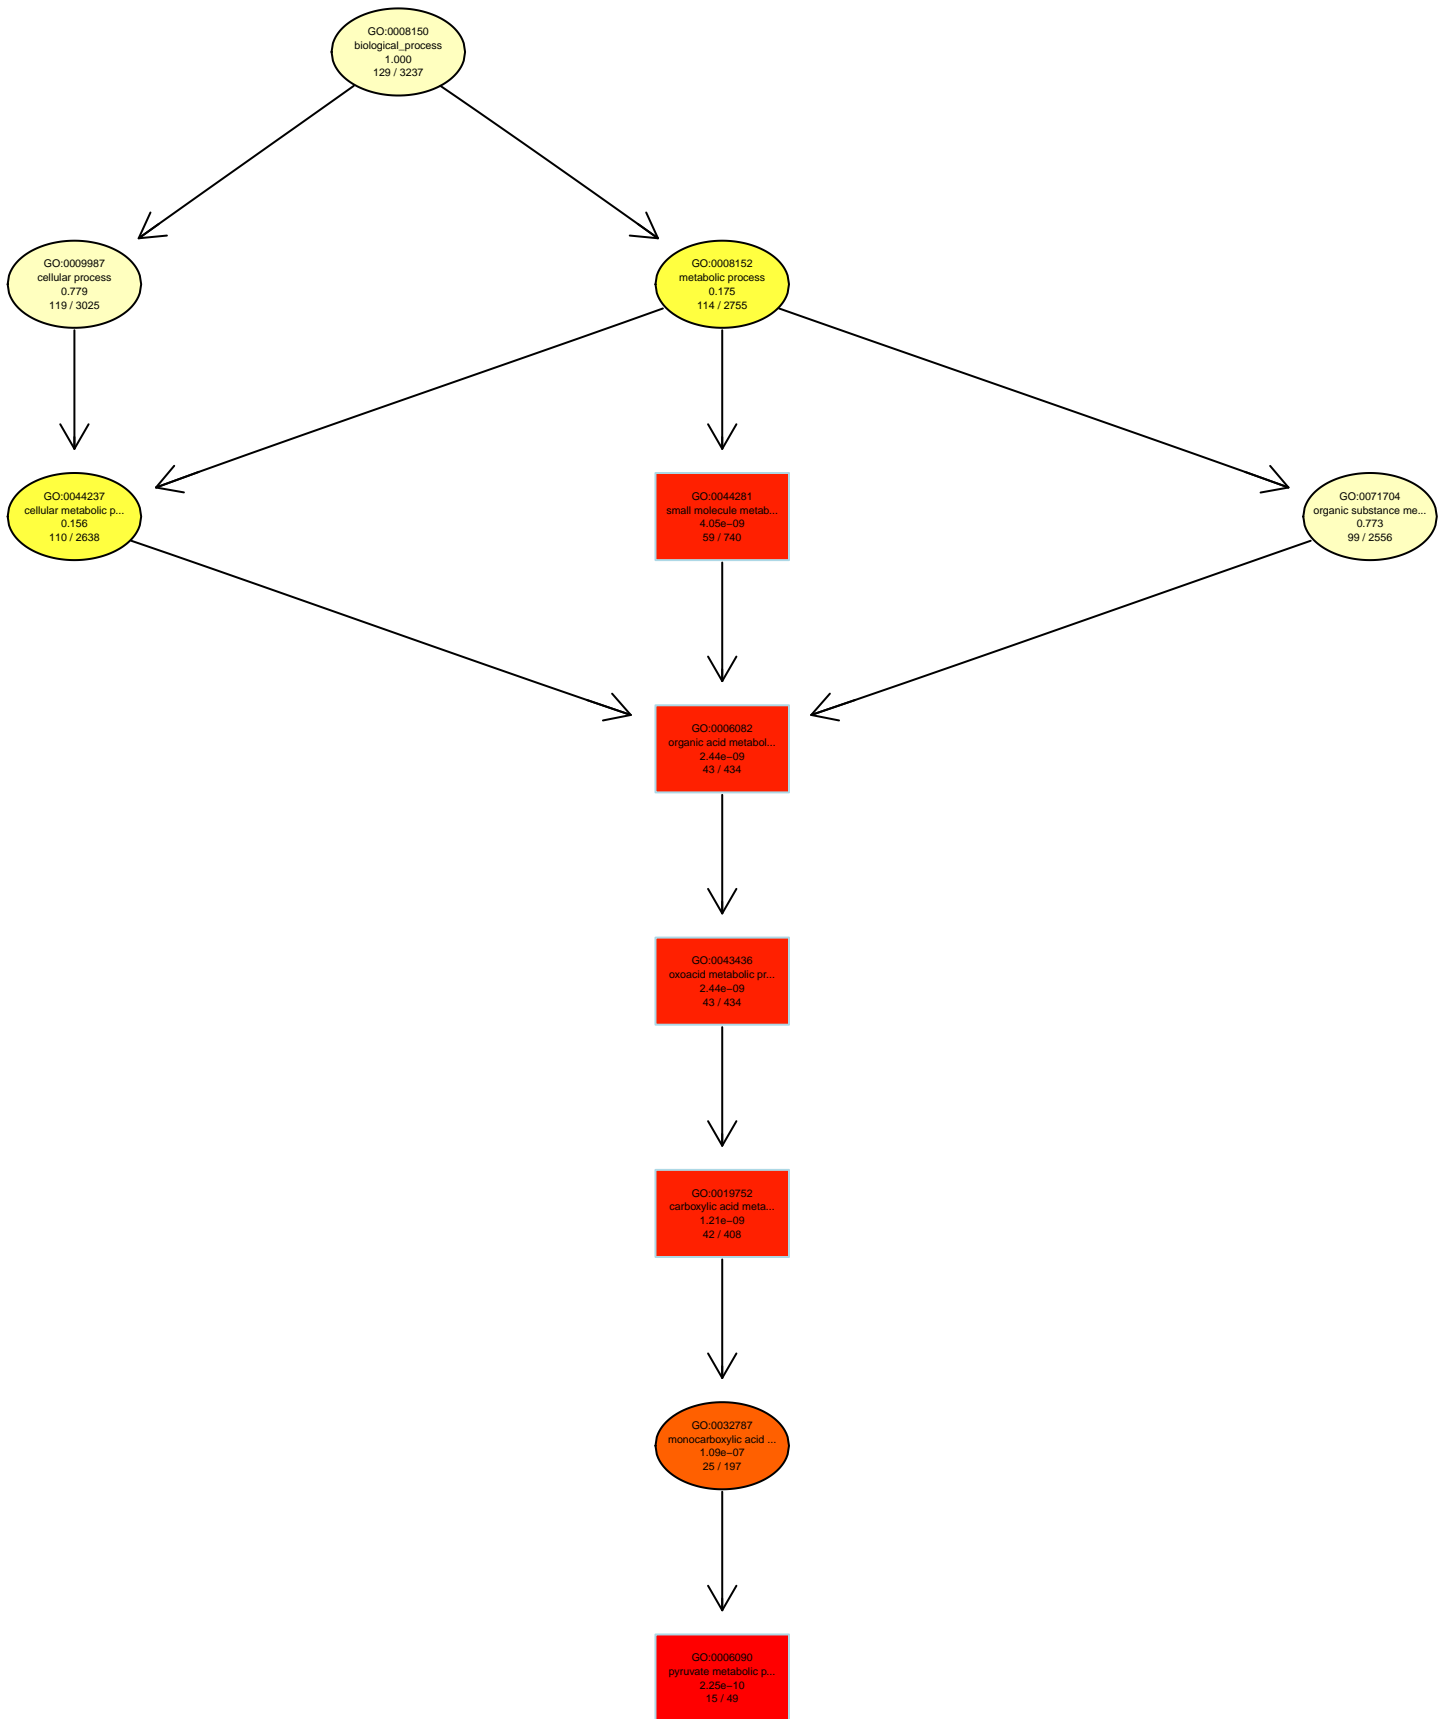 GO:0008150
biological_process
1.000
129 / 3237
GO:0009987
cellular process
0.779
119 / 3025
GO:0008152
metabolic process
0.175
114 / 2755
GO:0044237
cellular metabolic p...
0.156
110 / 2638
GO:0044281
small molecule metab...
4.05e−09
59 / 740
GO:0071704
organic substance me...
0.773
99 / 2556
GO:0006082
organic acid metabol...
2.44e−09
43 / 434
GO:0043436
oxoacid metabolic pr...
2.44e−09
43 / 434
GO:0019752
carboxylic acid meta...
1.21e−09
42 / 408
GO:0032787
monocarboxylic acid ...
1.09e−07
25 / 197
GO:0006090
pyruvate metabolic p...
2.25e−10
15 / 49